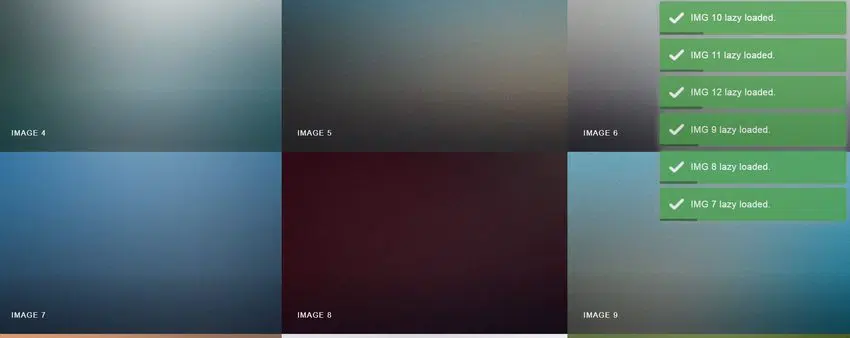 IMG 10 lazy loaded.
IMG 11 lazy loaded.
IMG 12 lazy loaded.
IMAGE 4
IMAGE 5
IMAGE 6
IMG 9 lazy loaded.
IMG 8 lazy loaded.
IMG 7 lazy loaded.
IMAGE 7
IMAGE 8
IMAGE 9